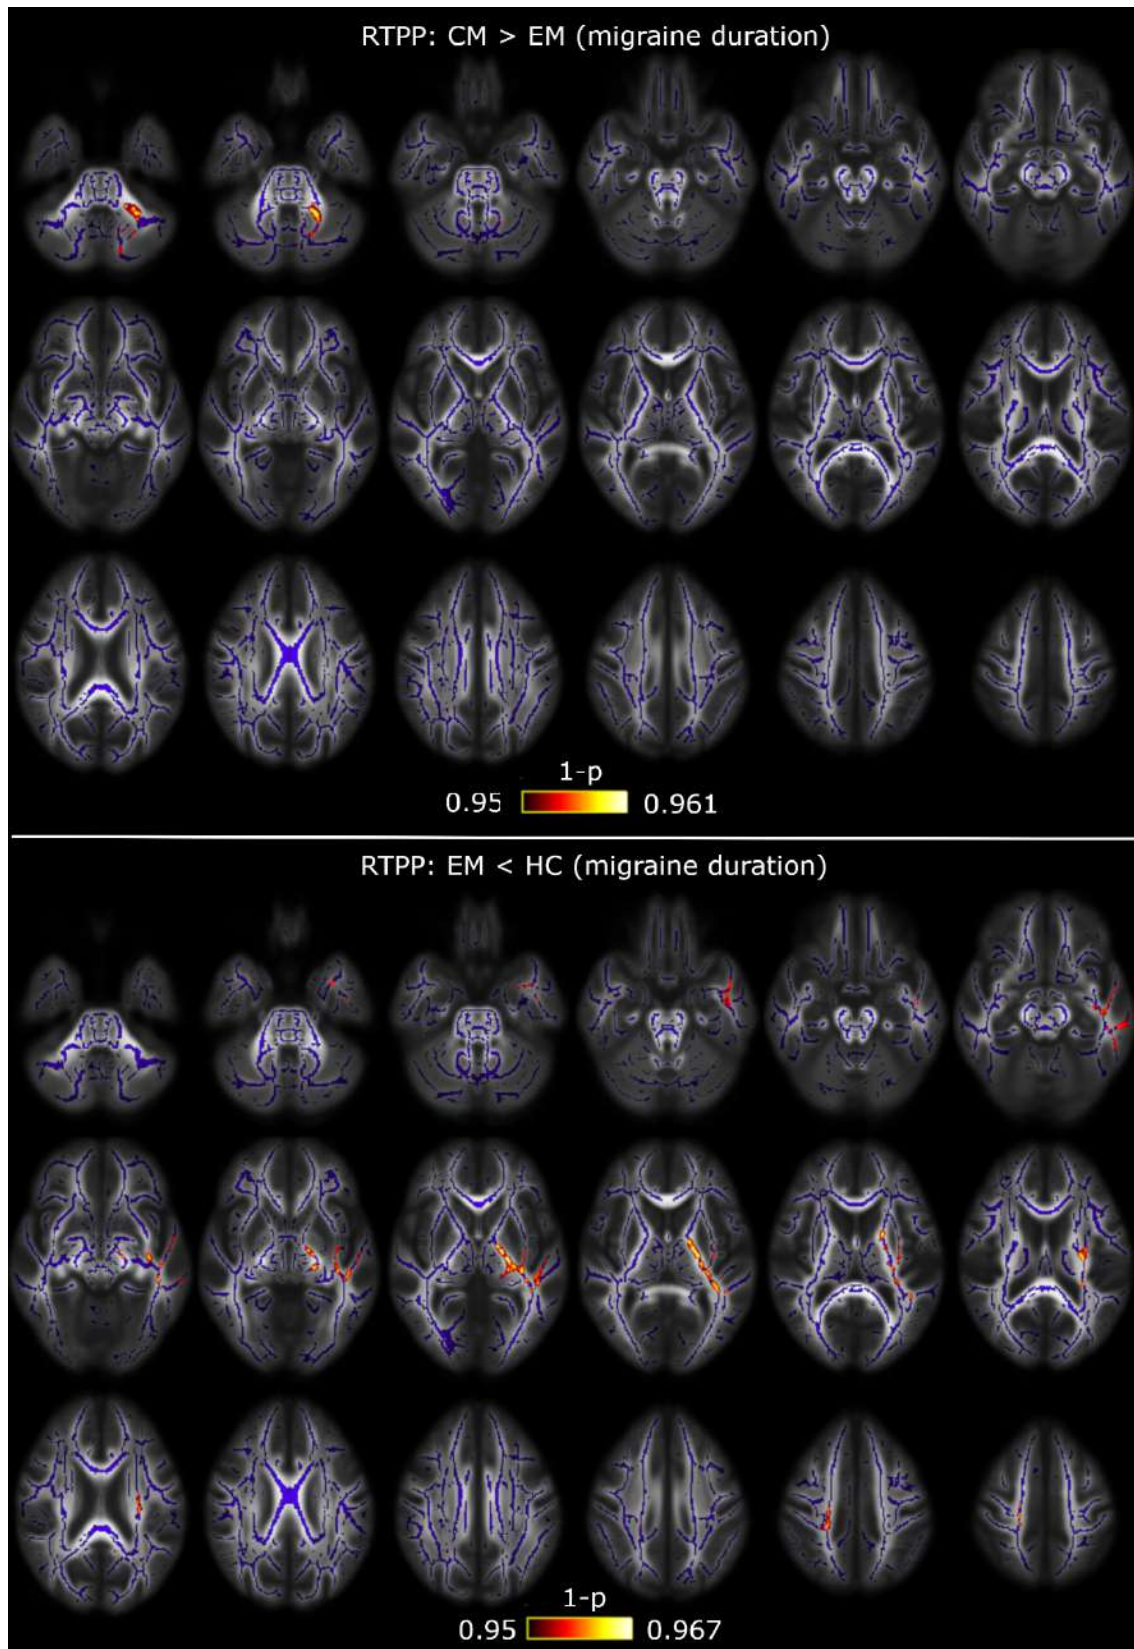 RTPP: CM > EM (migraine duration)
1-p
0.95 0.961
RTPP: EM < HC (migraine duration)
1-p
0.95 0.967